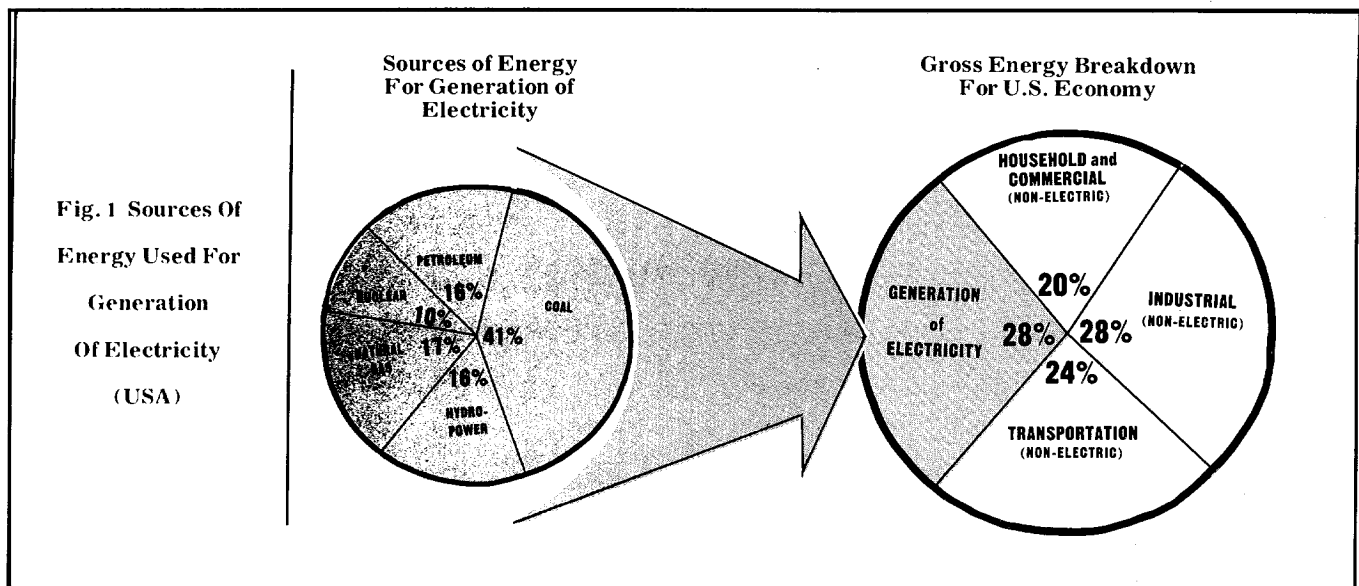 Fig. 1 Sources Of
Energy Used For
Generation
Of Electricity
(USA)
Sources of Energy
For Generation of
Electricity
PETROLEUM
16%
NUCLEAR
10%
NATURAL
GAS
17%
COAL
41%
16%
HYDRO-
POWER
Gross Energy Breakdown
For U.S. Economy
HOUSEHOLD and
COMMERCIAL
(NON-ELECTRIC)
20%
GENERATION
of
ELECTRICITY
28%
INDUSTRIAL
(NON-ELECTRIC)
28%
24%
TRANSPORTATION
(NON-ELECTRIC)